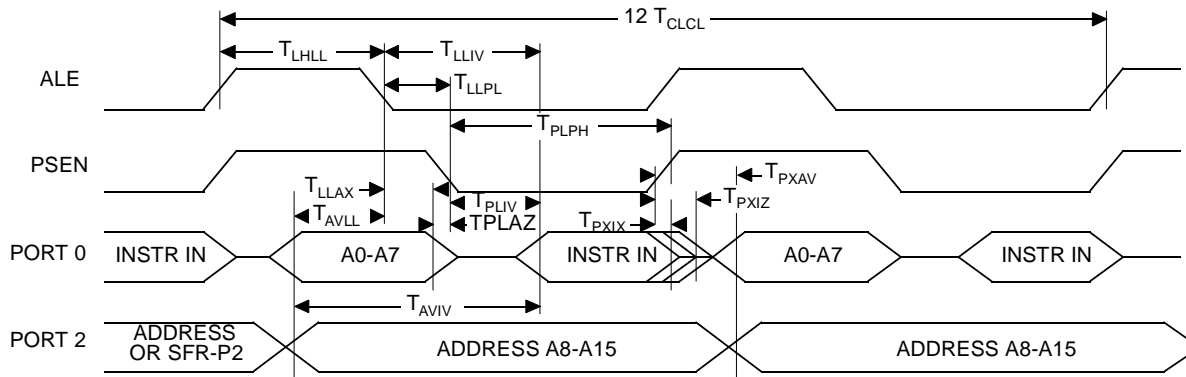 12 TCLCL
TLHLL TLLIV
ALE TLLPL
TPLPH
PSEN
TLLAX TPLIV TPXAV
TAVLL TPLAZ TPXIX TPXIZ
PORT 0 INSTR IN A0-A7 INSTR IN A0-A7 INSTR IN
TAVIV
PORT 2 ADDRESS OR SFR-P2 ADDRESS A8-A15 ADDRESS A8-A15